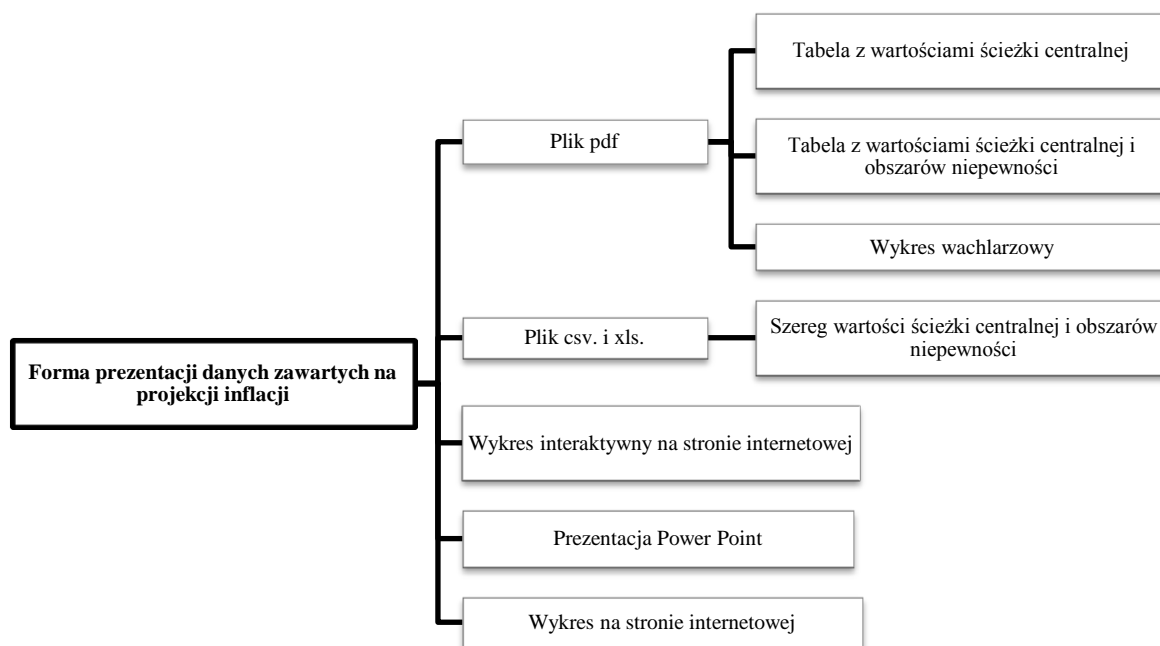 Forma prezentacji danych zawartych na
projekcji inflacji
Plik pdf
Tabela z wartościami ścieżki centralnej
Tabela z wartościami ścieżki centralnej i
obszarów niepewności
Wykres wachlarzowy
Plik csv. i xls.
Szereg wartości ścieżki centralnej i obszarów
niepewności
Wykres interaktywny na stronie internetowej
Prezentacja Power Point
Wykres na stronie internetowej